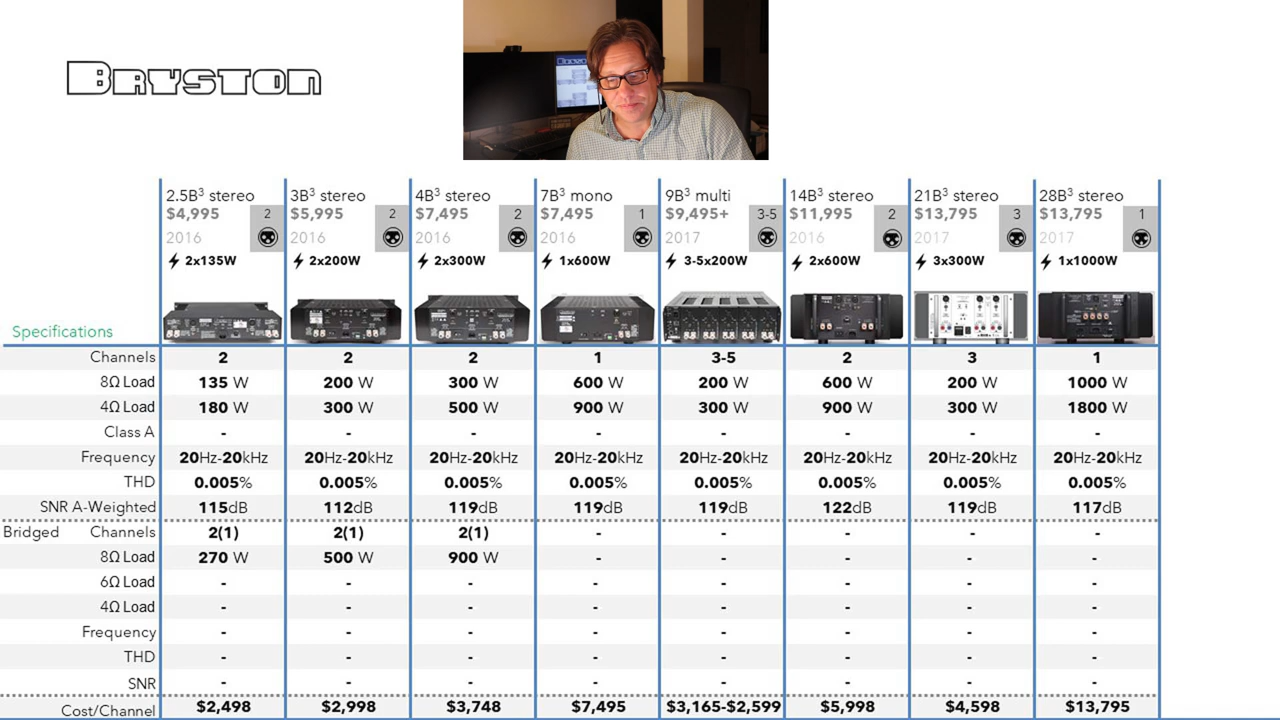 BRYSTON
2.5B³ stereo 3B³ stereo 4B³ stereo 7B³ mono 9B³ multi 14B³ stereo 21B³ stereo 28B³ stereo
$4,995 2 $5,995 2 $7,495 2 $7,495 1 $9,495+ 3-5 $11,995 2 $13,795 3 $13,795 1
2016 2016 2016 2016 2017 2016 2017 2017
2x135W 2x200W 2x300W 1x600W 3-5x200W 2x600W 3x300W 1x1000W
Specifications
Channels 2 2 2 1 3-5 2 3 1
8Ω Load 135 W 200 W 300 W 600 W 200 W 600 W 200 W 1000 W
4Ω Load 180 W 300 W 500 W 900 W 300 W 900 W 300 W 1800 W
Class A - - - - - - - -
Frequency 20Hz-20kHz 20Hz-20kHz 20Hz-20kHz 20Hz-20kHz 20Hz-20kHz 20Hz-20kHz 20Hz-20kHz 20Hz-20kHz
THD 0.005% 0.005% 0.005% 0.005% 0.005% 0.005% 0.005% 0.005%
SNR A-Weighted 115dB 112dB 119dB 119dB 119dB 122dB 119dB 117dB
Bridged Channels 2(1) 2(1) 2(1) - - - - -
8Ω Load 270 W 500 W 900 W - - - - -
6Ω Load - - - - - - - -
4Ω Load - - - - - - - -
Frequency - - - - - - - -
THD - - - - - - - -
SNR - - - - - - - -
Cost/Channel $2,498 $2,998 $3,748 $7,495 $3,165-$2,599 $5,998 $4,598 $13,795